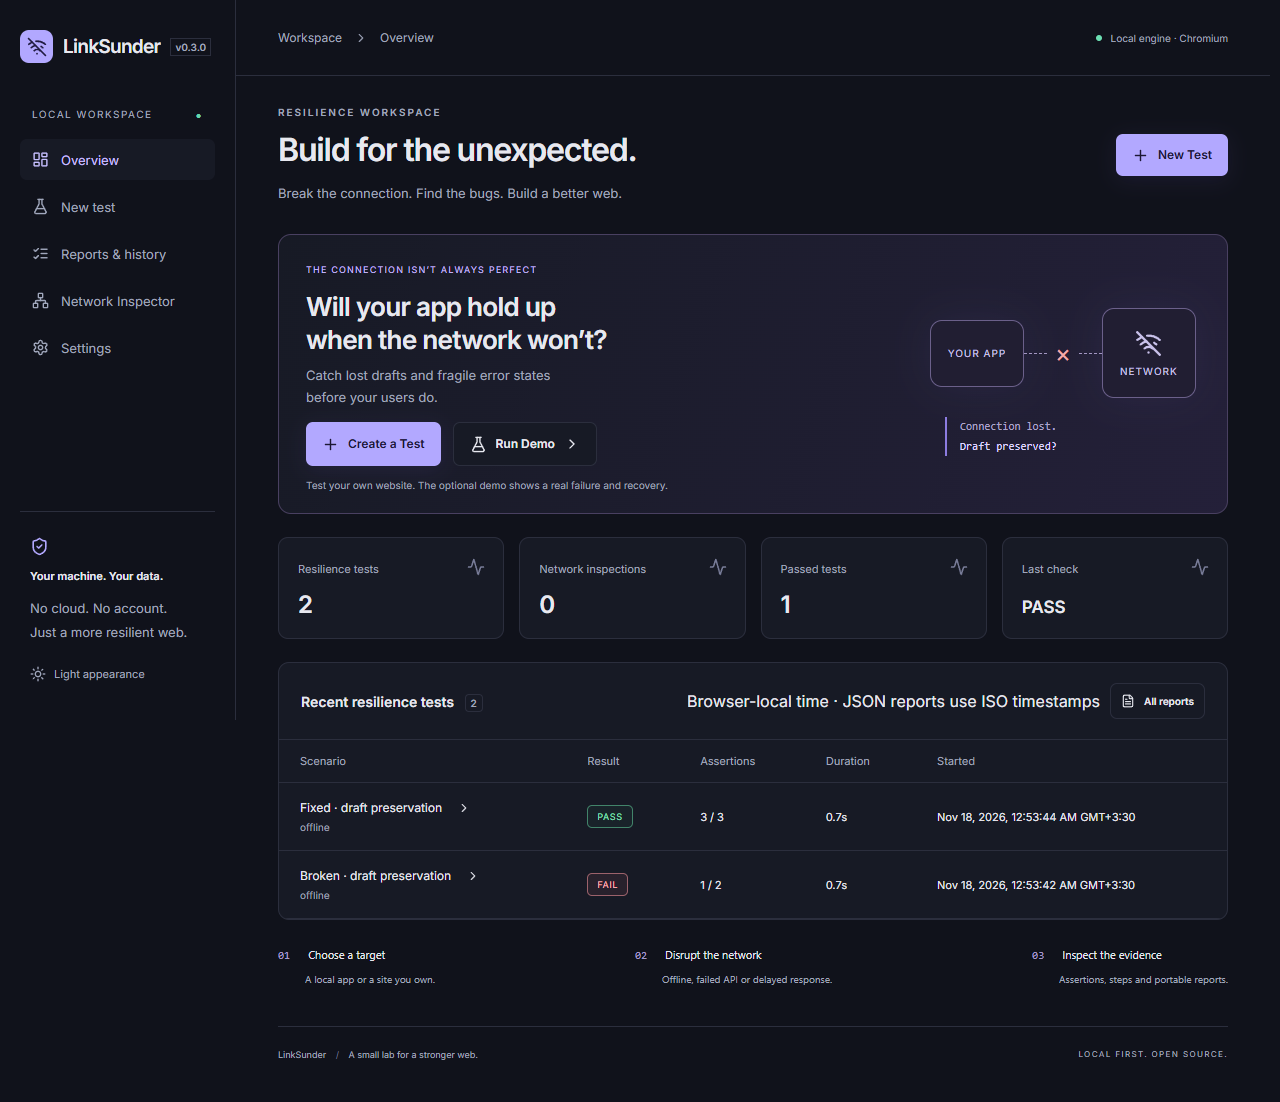 LinkSunder v0.3.0
LOCAL WORKSPACE
Overview
New test
Reports & history
Network Inspector
Settings
Your machine. Your data.
No cloud. No account.
Just a more resilient web.
Light appearance
Workspace > Overview
Local engine · Chromium
RESILIENCE WORKSPACE
Build for the unexpected.
Break the connection. Find the bugs. Build a better web.
New Test
THE CONNECTION ISN'T ALWAYS PERFECT
Will your app hold up
when the network won't?
Catch lost drafts and fragile error states
before your users do.
Create a Test
Run Demo
Test your own website. The optional demo shows a real failure and recovery.
YOUR APP
NETWORK
Connection lost.
Draft preserved?
Resilience tests
2
Network inspections
0
Passed tests
1
Last check
PASS
Recent resilience tests 2
Browser-local time · JSON reports use ISO timestamps
All reports
Scenario Result Assertions Duration Started
Fixed · draft preservation
offline
PASS 3 / 3 0.7s Nov 18, 2026, 12:53:44 AM GMT+3:30
Broken · draft preservation
offline
FAIL 1 / 2 0.7s Nov 18, 2026, 12:53:42 AM GMT+3:30
01 Choose a target
A local app or a site you own.
02 Disrupt the network
Offline, failed API or delayed response.
03 Inspect the evidence
Assertions, steps and portable reports.
LinkSunder / A small lab for a stronger web.
LOCAL FIRST. OPEN SOURCE.